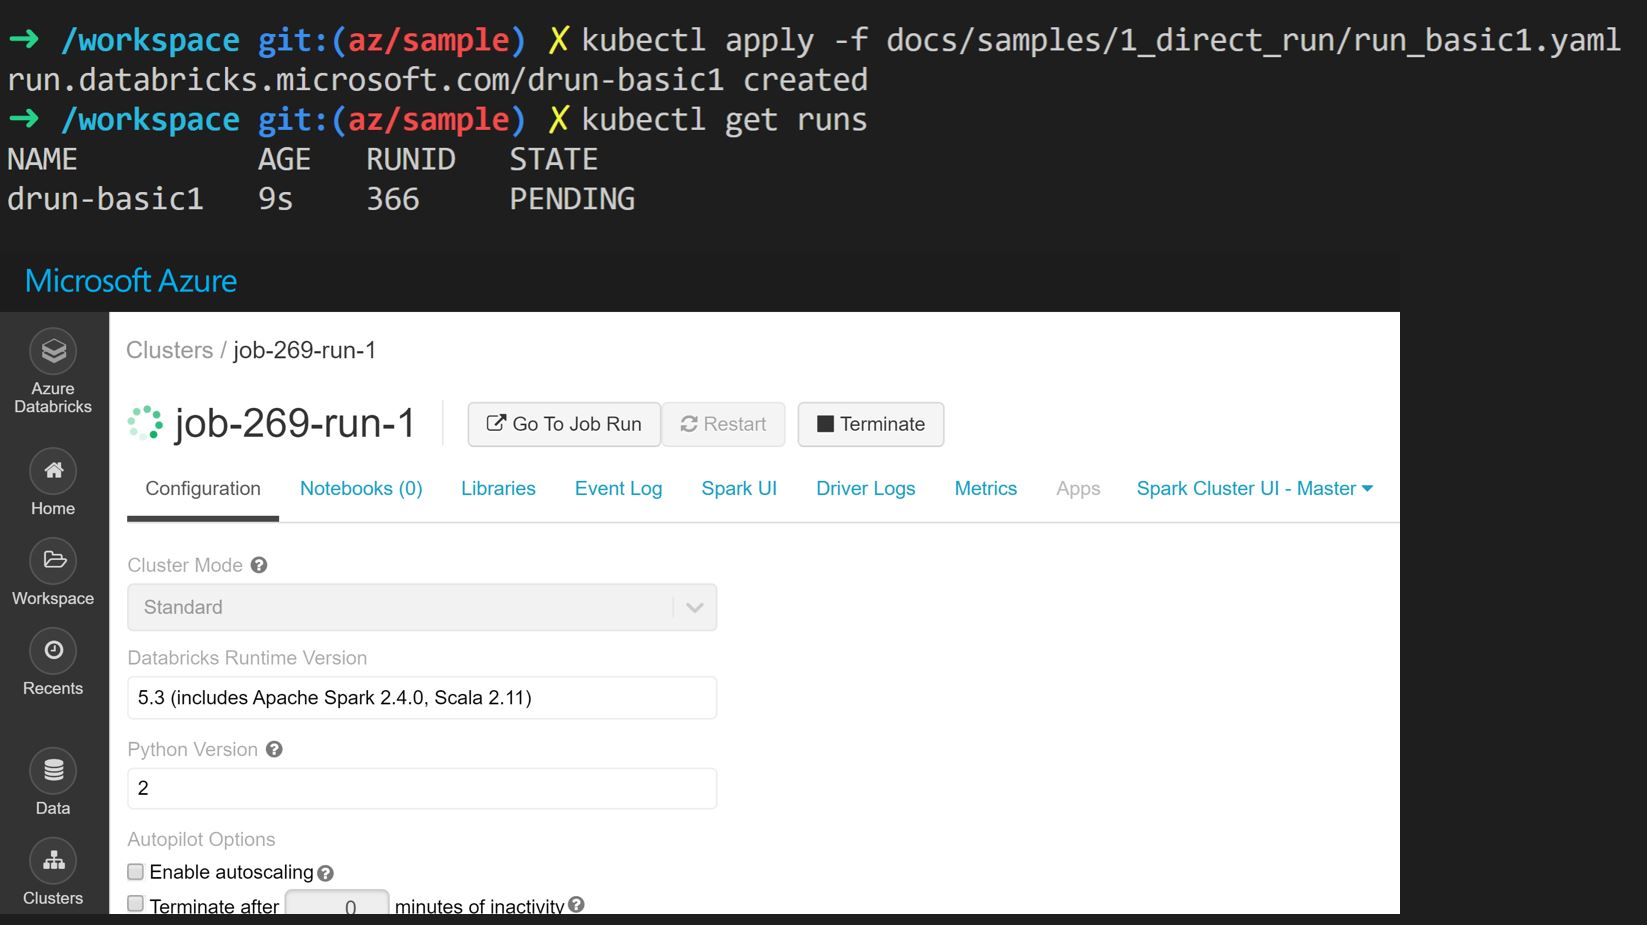 ➜ /workspace git:(az/sample) ✗ kubectl apply -f docs/samples/1_direct_run/run_basic1.yaml
run.databricks.microsoft.com/drun-basic1 created
➜ /workspace git:(az/sample) ✗ kubectl get runs
NAME AGE RUNID STATE
drun-basic1 9s 366 PENDING
Microsoft Azure
Azure
Databricks
Home
Workspace
Recents
Data
Clusters
Clusters / job-269-run-1
job-269-run-1 Go To Job Run Restart Terminate
Configuration Notebooks (0) Libraries Event Log Spark UI Driver Logs Metrics Apps Spark Cluster UI - Master
Cluster Mode ?
Standard
Databricks Runtime Version
5.3 (includes Apache Spark 2.4.0, Scala 2.11)
Python Version ?
2
Autopilot Options
Enable autoscaling ?
Terminate after 0 minutes of inactivity ?